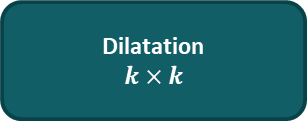 Dilatation
k × k